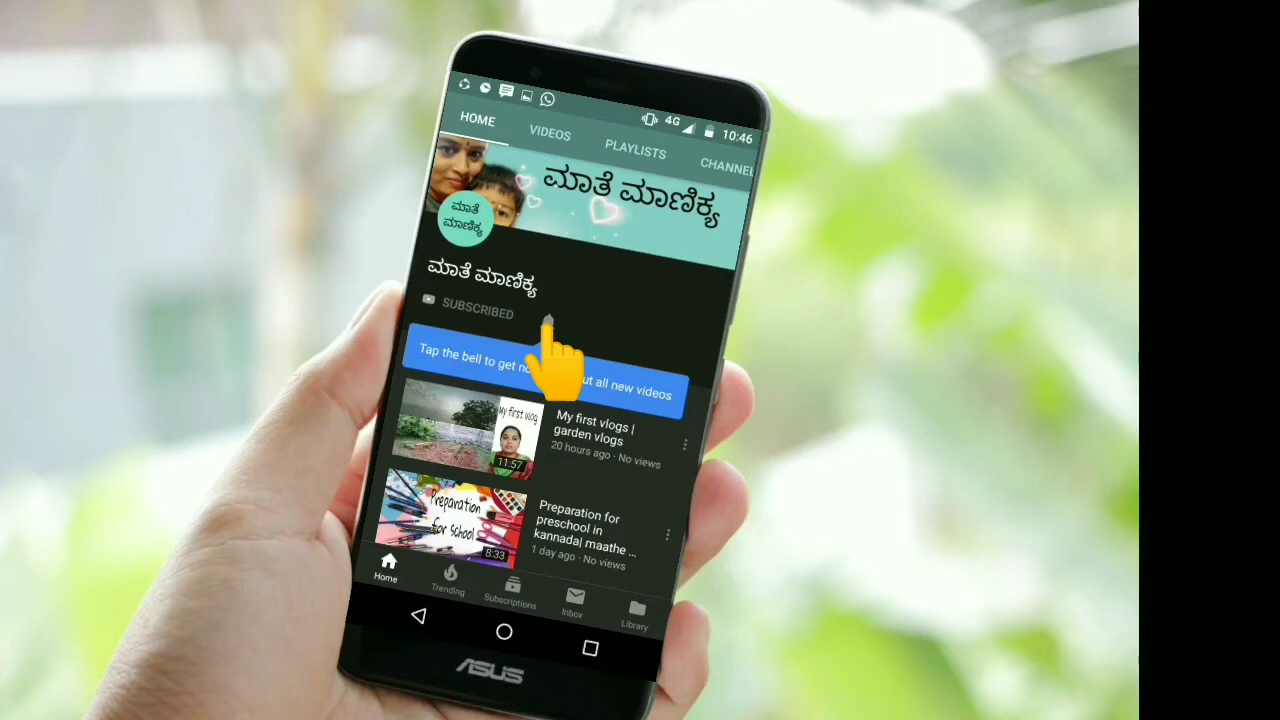 4G 10:46
HOME VIDEOS PLAYLISTS CHANNEL
ಮಾತೆ ಮಾಣಿಕ್ಯ
ಮಾತೆ
ಮಾಣಿಕ್ಯ
ಮಾತೆ ಮಾಣಿಕ್ಯ
SUBSCRIBED
Tap the bell to get no ut all new videos
My first vlog
11:57
My first vlogs |
garden vlogs
20 hours ago · No views
Preparation
for school
8:33
Preparation for
preschool in
kannada| maathe ...
1 day ago · No views
Home Trending Subscriptions Inbox Library
ASUS